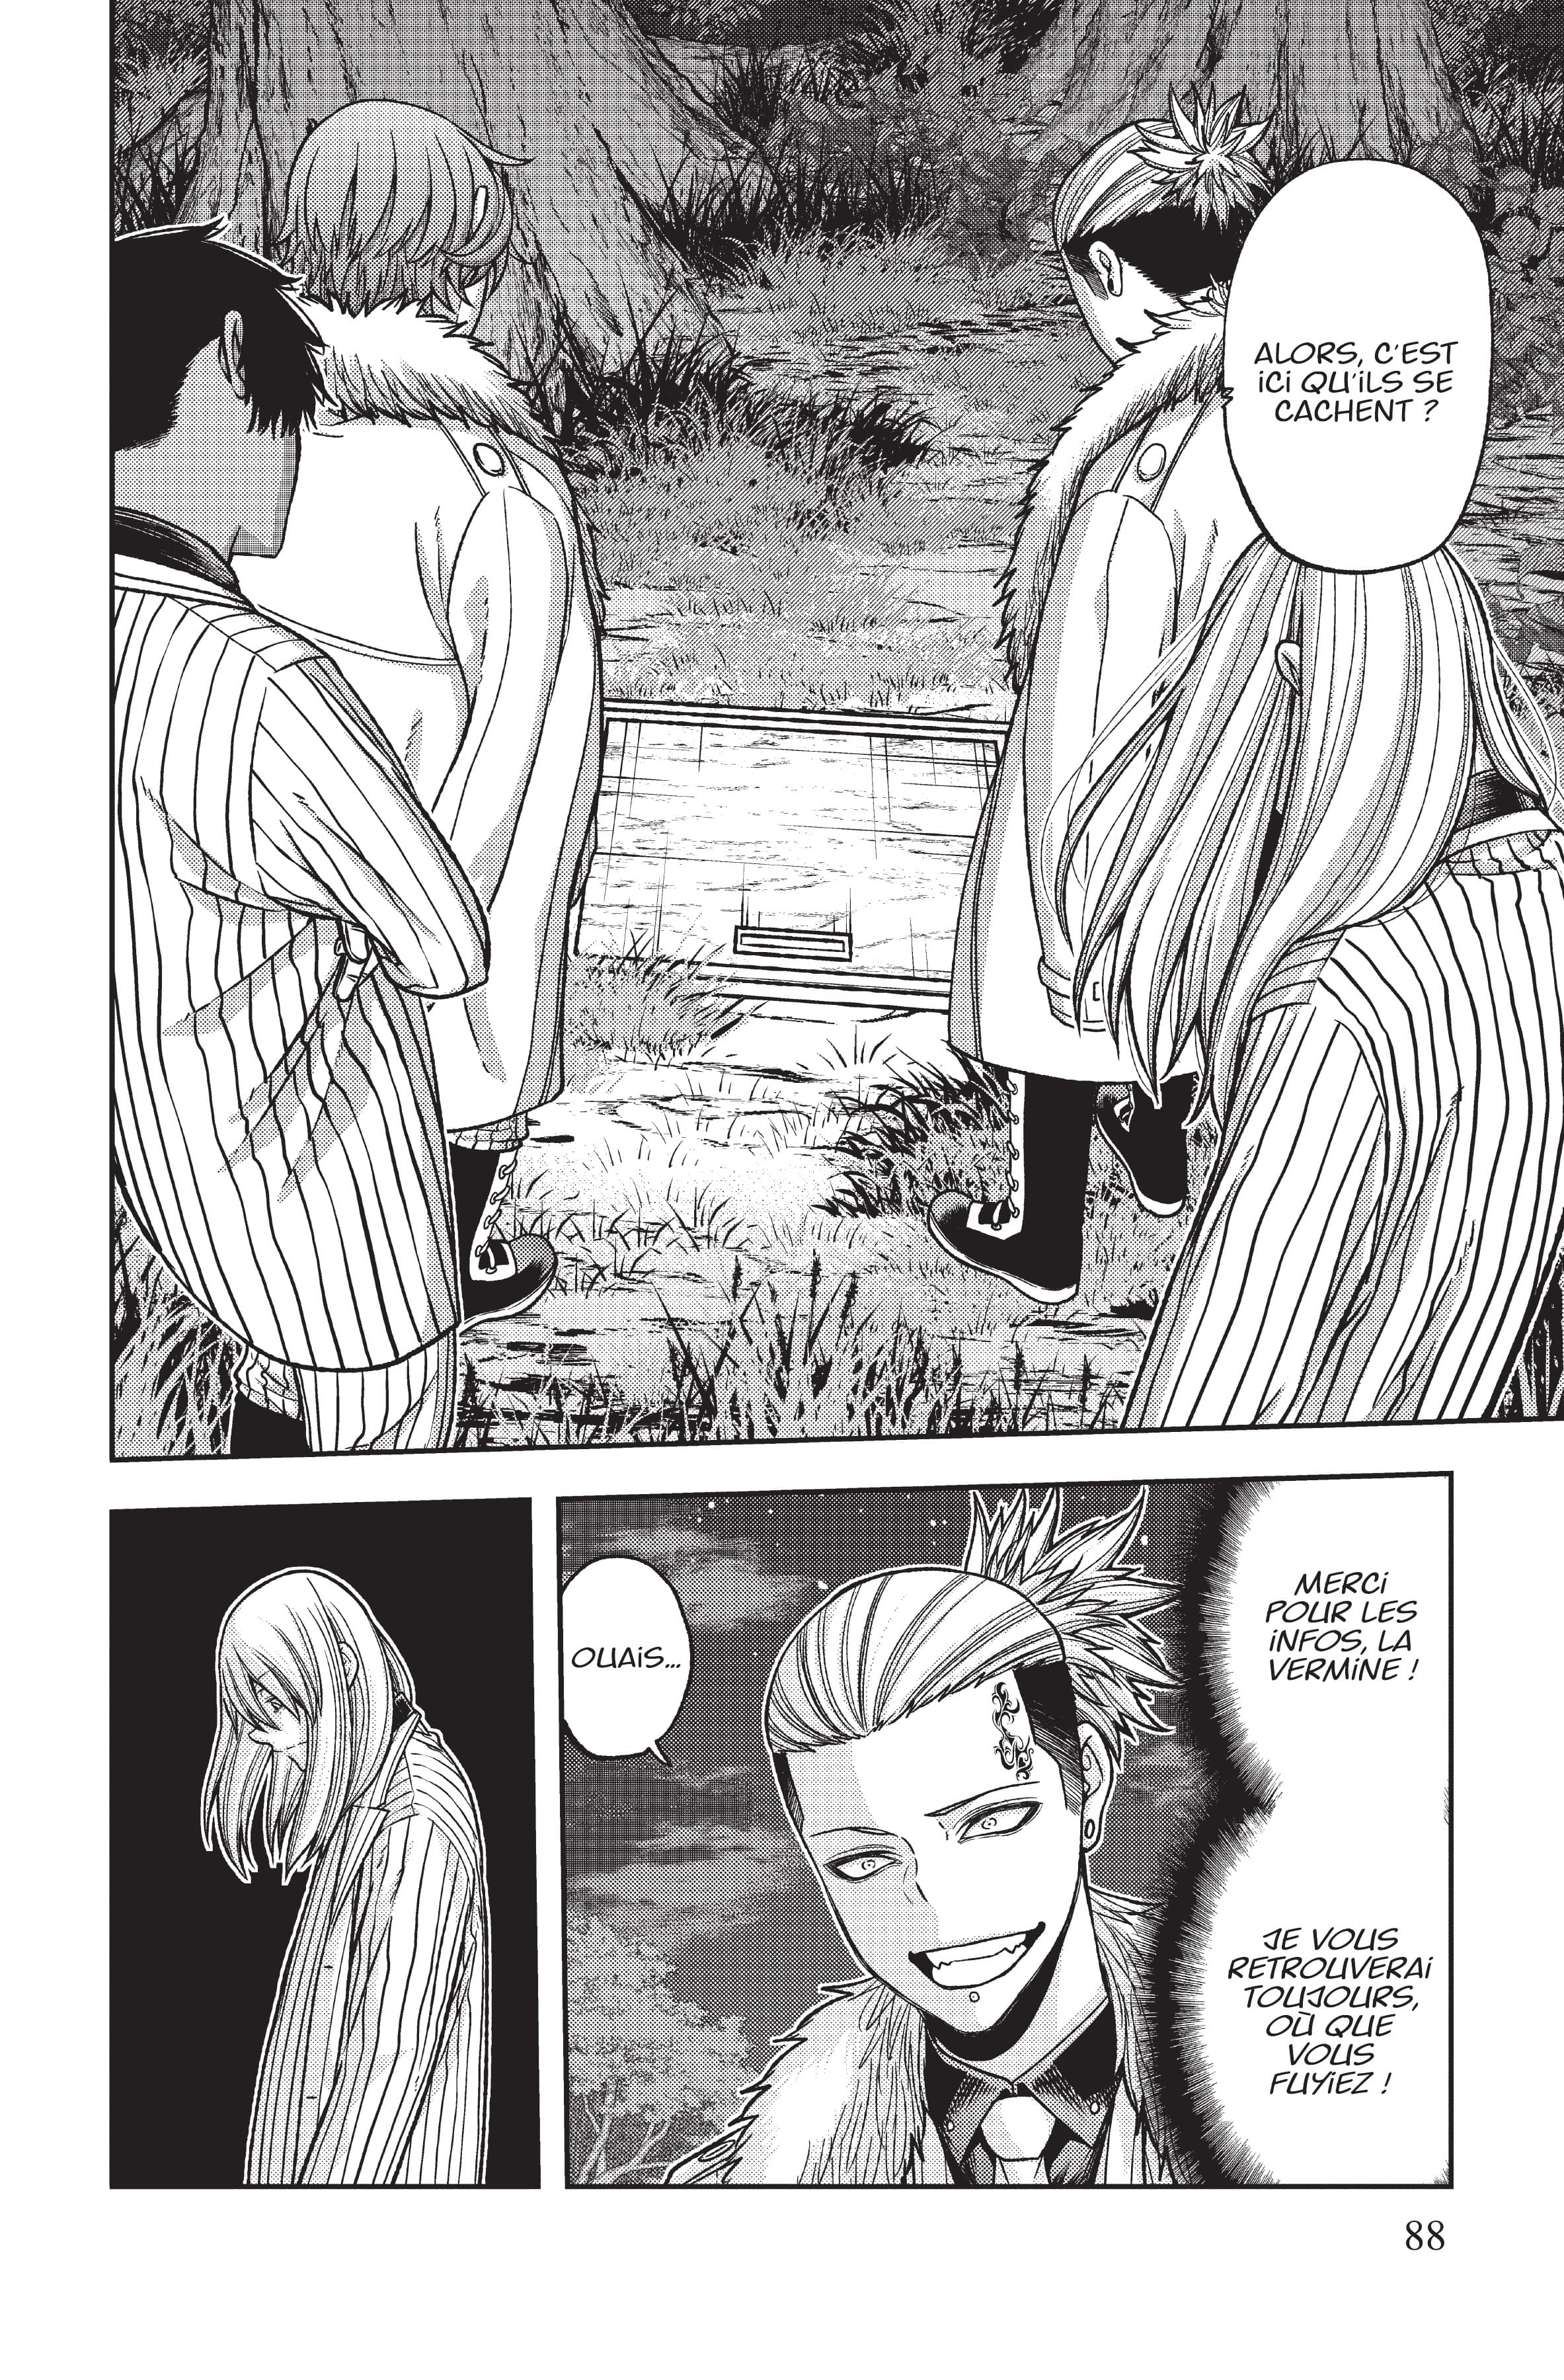 ALORS, C'EST
ICI QU'ILS SE
CACHENT ?
MERCI
POUR LES
INFOS, LA
VERMINE !
JE VOUS
RETROUVERAI
TOUJOURS,
OÙ QUE
VOUS
FUYIEZ !
OUAIS...
88